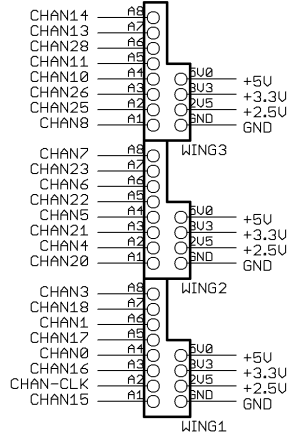 CHAN14 A8
CHAN13 A7
CHAN28 A6
CHAN11 A5
CHAN10 A4 5V0 +5V
CHAN26 A3 3V3 +3.3V
CHAN25 A2 2V5 +2.5V
CHAN8 A1 GND GND
WING3
CHAN7 A8
CHAN23 A7
CHAN6 A6
CHAN22 A5
CHAN5 A4 5V0 +5V
CHAN21 A3 3V3 +3.3V
CHAN4 A2 2V5 +2.5V
CHAN20 A1 GND GND
WING2
CHAN3 A8
CHAN18 A7
CHAN1 A6
CHAN17 A5
CHAN0 A4 5V0 +5V
CHAN16 A3 3V3 +3.3V
CHAN-CLK A2 2V5 +2.5V
CHAN15 A1 GND GND
WING1